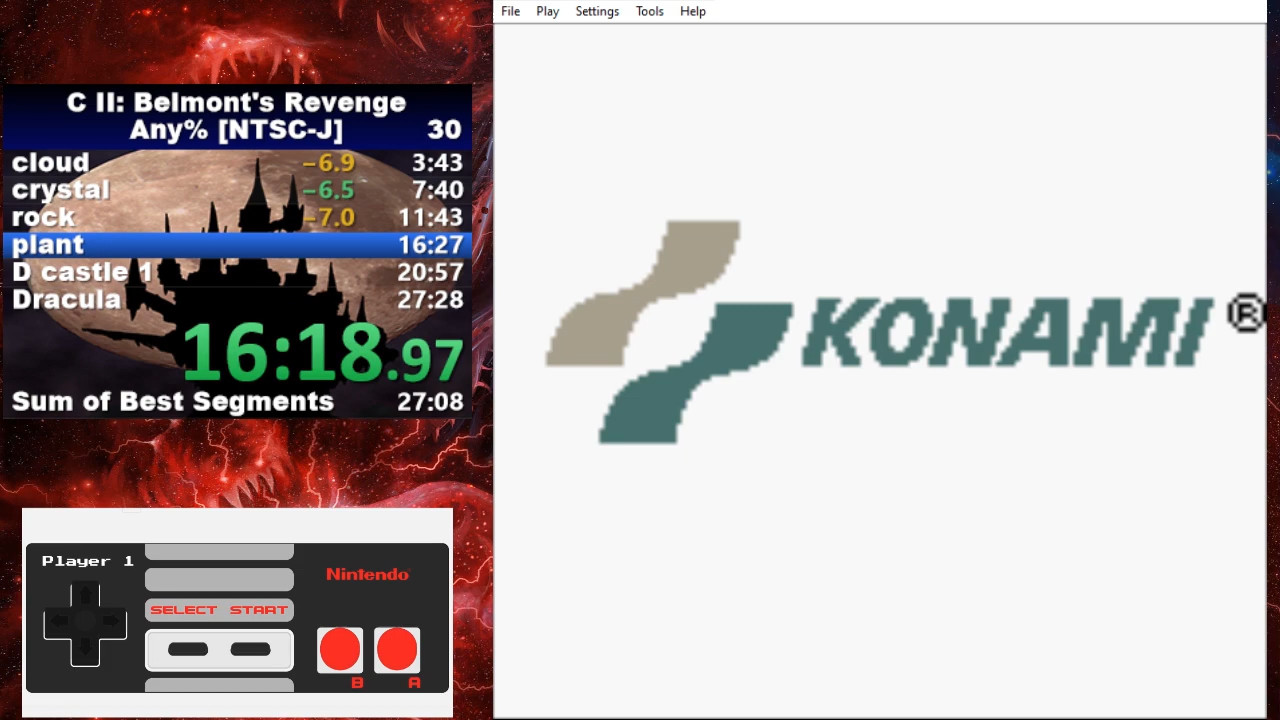 File Play Settings Tools Help
C II: Belmont's Revenge
Any% [NTSC-J] 30
cloud -6.9 3:43
crystal -6.5 7:40
rock -7.0 11:43
plant 16:27
D castle 1 20:57
Dracula 27:28
16:18.97
Sum of Best Segments 27:08
KONAMI ®
Player 1
Nintendo
SELECT START
B A